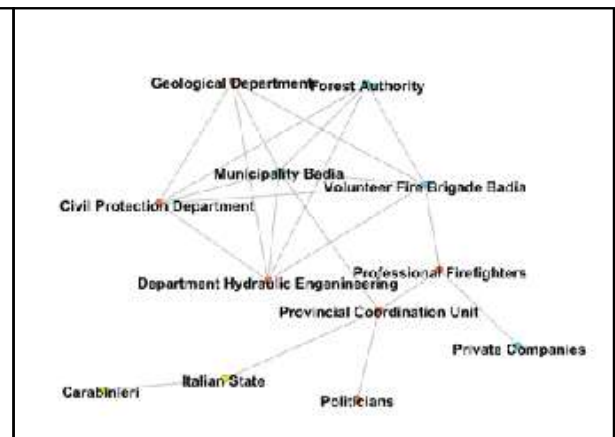 Geological Department
Forest Authority
Municipality Badia
Volunteer Fire Brigade Badia
Civil Protection Department
Department Hydraulic Engenineering
Professional Firefighters
Provincial Coordination Unit
Private Companies
Italian State
Carabinieri
Politicians